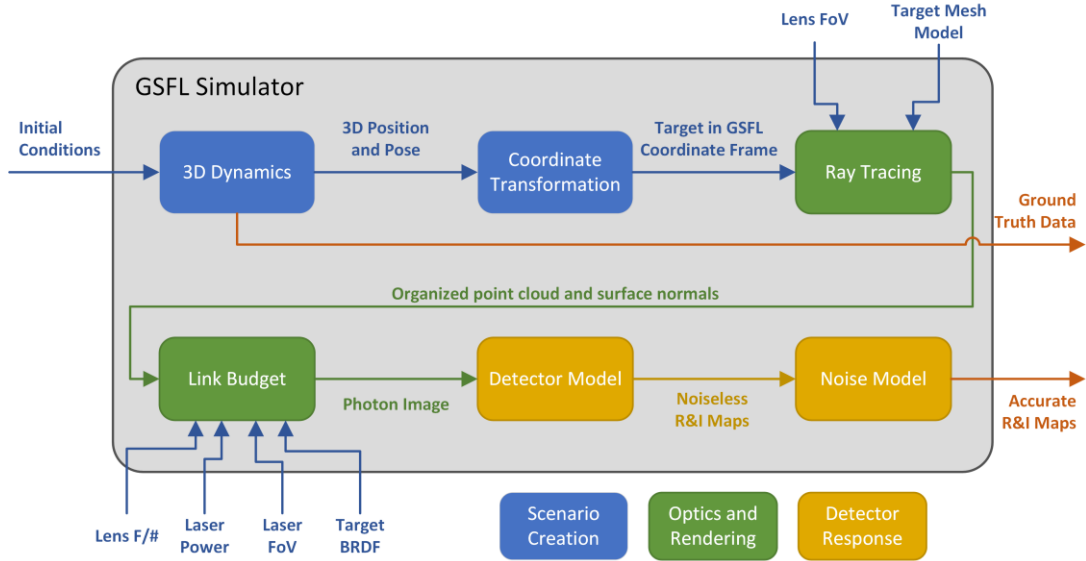 Lens FoV
Target Mesh
Model
GSFL Simulator
Initial
Conditions
3D Dynamics
3D Position
and Pose
Coordinate
Transformation
Target in GSFL
Coordinate Frame
Ray Tracing
Ground
Truth Data
Organized point cloud and surface normals
Link Budget
Photon Image
Detector Model
Noiseless
R&I Maps
Noise Model
Accurate
R&I Maps
Lens F/#
Laser
Power
Laser
FoV
Target
BRDF
Scenario
Creation
Optics and
Rendering
Detector
Response